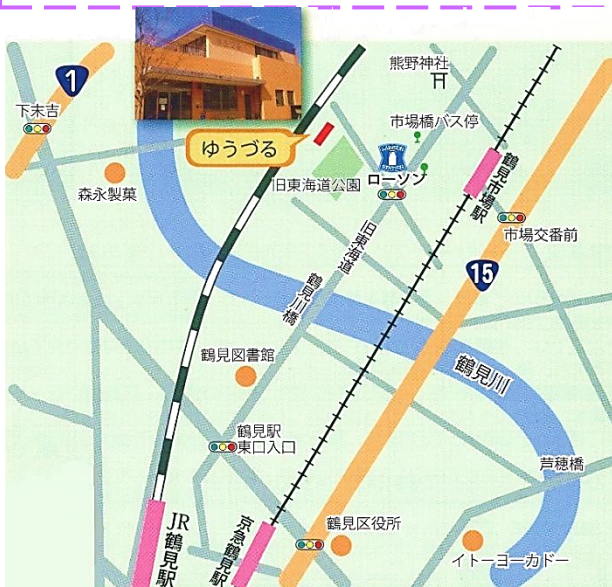 1
下末吉
森永製菓
ゆうづる
熊野神社
市場橋バス停
LAWSON
ローソン
旧東海道公園
鶴見市場駅
市場交番前
旧東海道
15
鶴見川橋
鶴見川
鶴見図書館
鶴見駅
東口入口
芦穂橋
JR
鶴見駅
京急鶴見駅
鶴見区役所
イトーヨーカドー